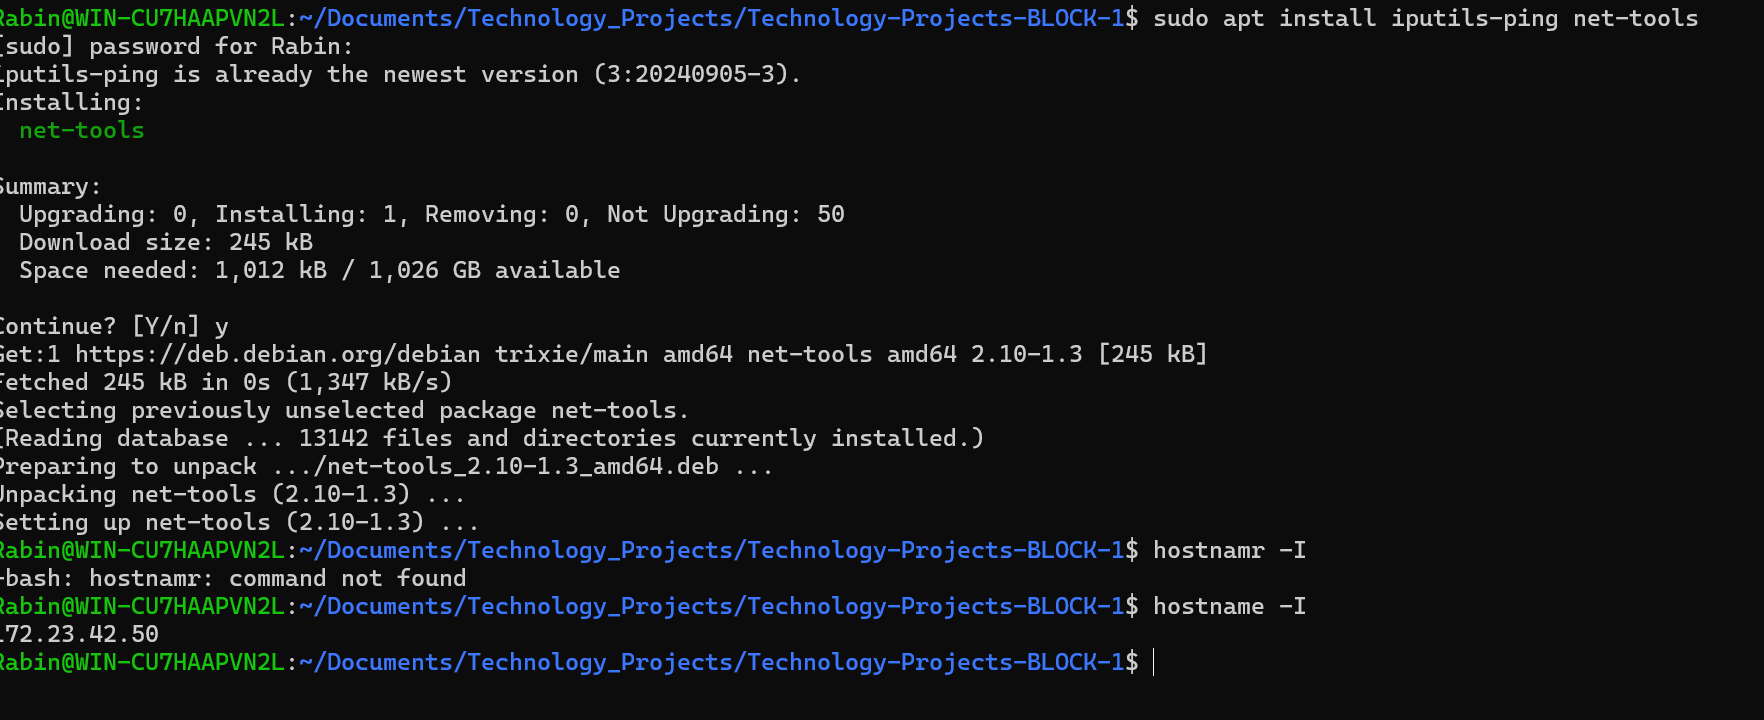 Rabin@WIN-CU7HAAPVN2L:~/Documents/Technology_Projects/Technology-Projects-BLOCK-1$ sudo apt install iputils-ping net-tools
[sudo] password for Rabin:
iputils-ping is already the newest version (3:20240905-3).
Installing:
  net-tools

Summary:
  Upgrading: 0, Installing: 1, Removing: 0, Not Upgrading: 50
  Download size: 245 kB
  Space needed: 1,012 kB / 1,026 GB available

Continue? [Y/n] y
Get:1 https://deb.debian.org/debian trixie/main amd64 net-tools amd64 2.10-1.3 [245 kB]
Fetched 245 kB in 0s (1,347 kB/s)
Selecting previously unselected package net-tools.
(Reading database ... 13142 files and directories currently installed.)
Preparing to unpack .../net-tools_2.10-1.3_amd64.deb ...
Unpacking net-tools (2.10-1.3) ...
Setting up net-tools (2.10-1.3) ...
Rabin@WIN-CU7HAAPVN2L:~/Documents/Technology_Projects/Technology-Projects-BLOCK-1$ hostnamr -I
-bash: hostnamr: command not found
Rabin@WIN-CU7HAAPVN2L:~/Documents/Technology_Projects/Technology-Projects-BLOCK-1$ hostname -I
172.23.42.50
Rabin@WIN-CU7HAAPVN2L:~/Documents/Technology_Projects/Technology-Projects-BLOCK-1$